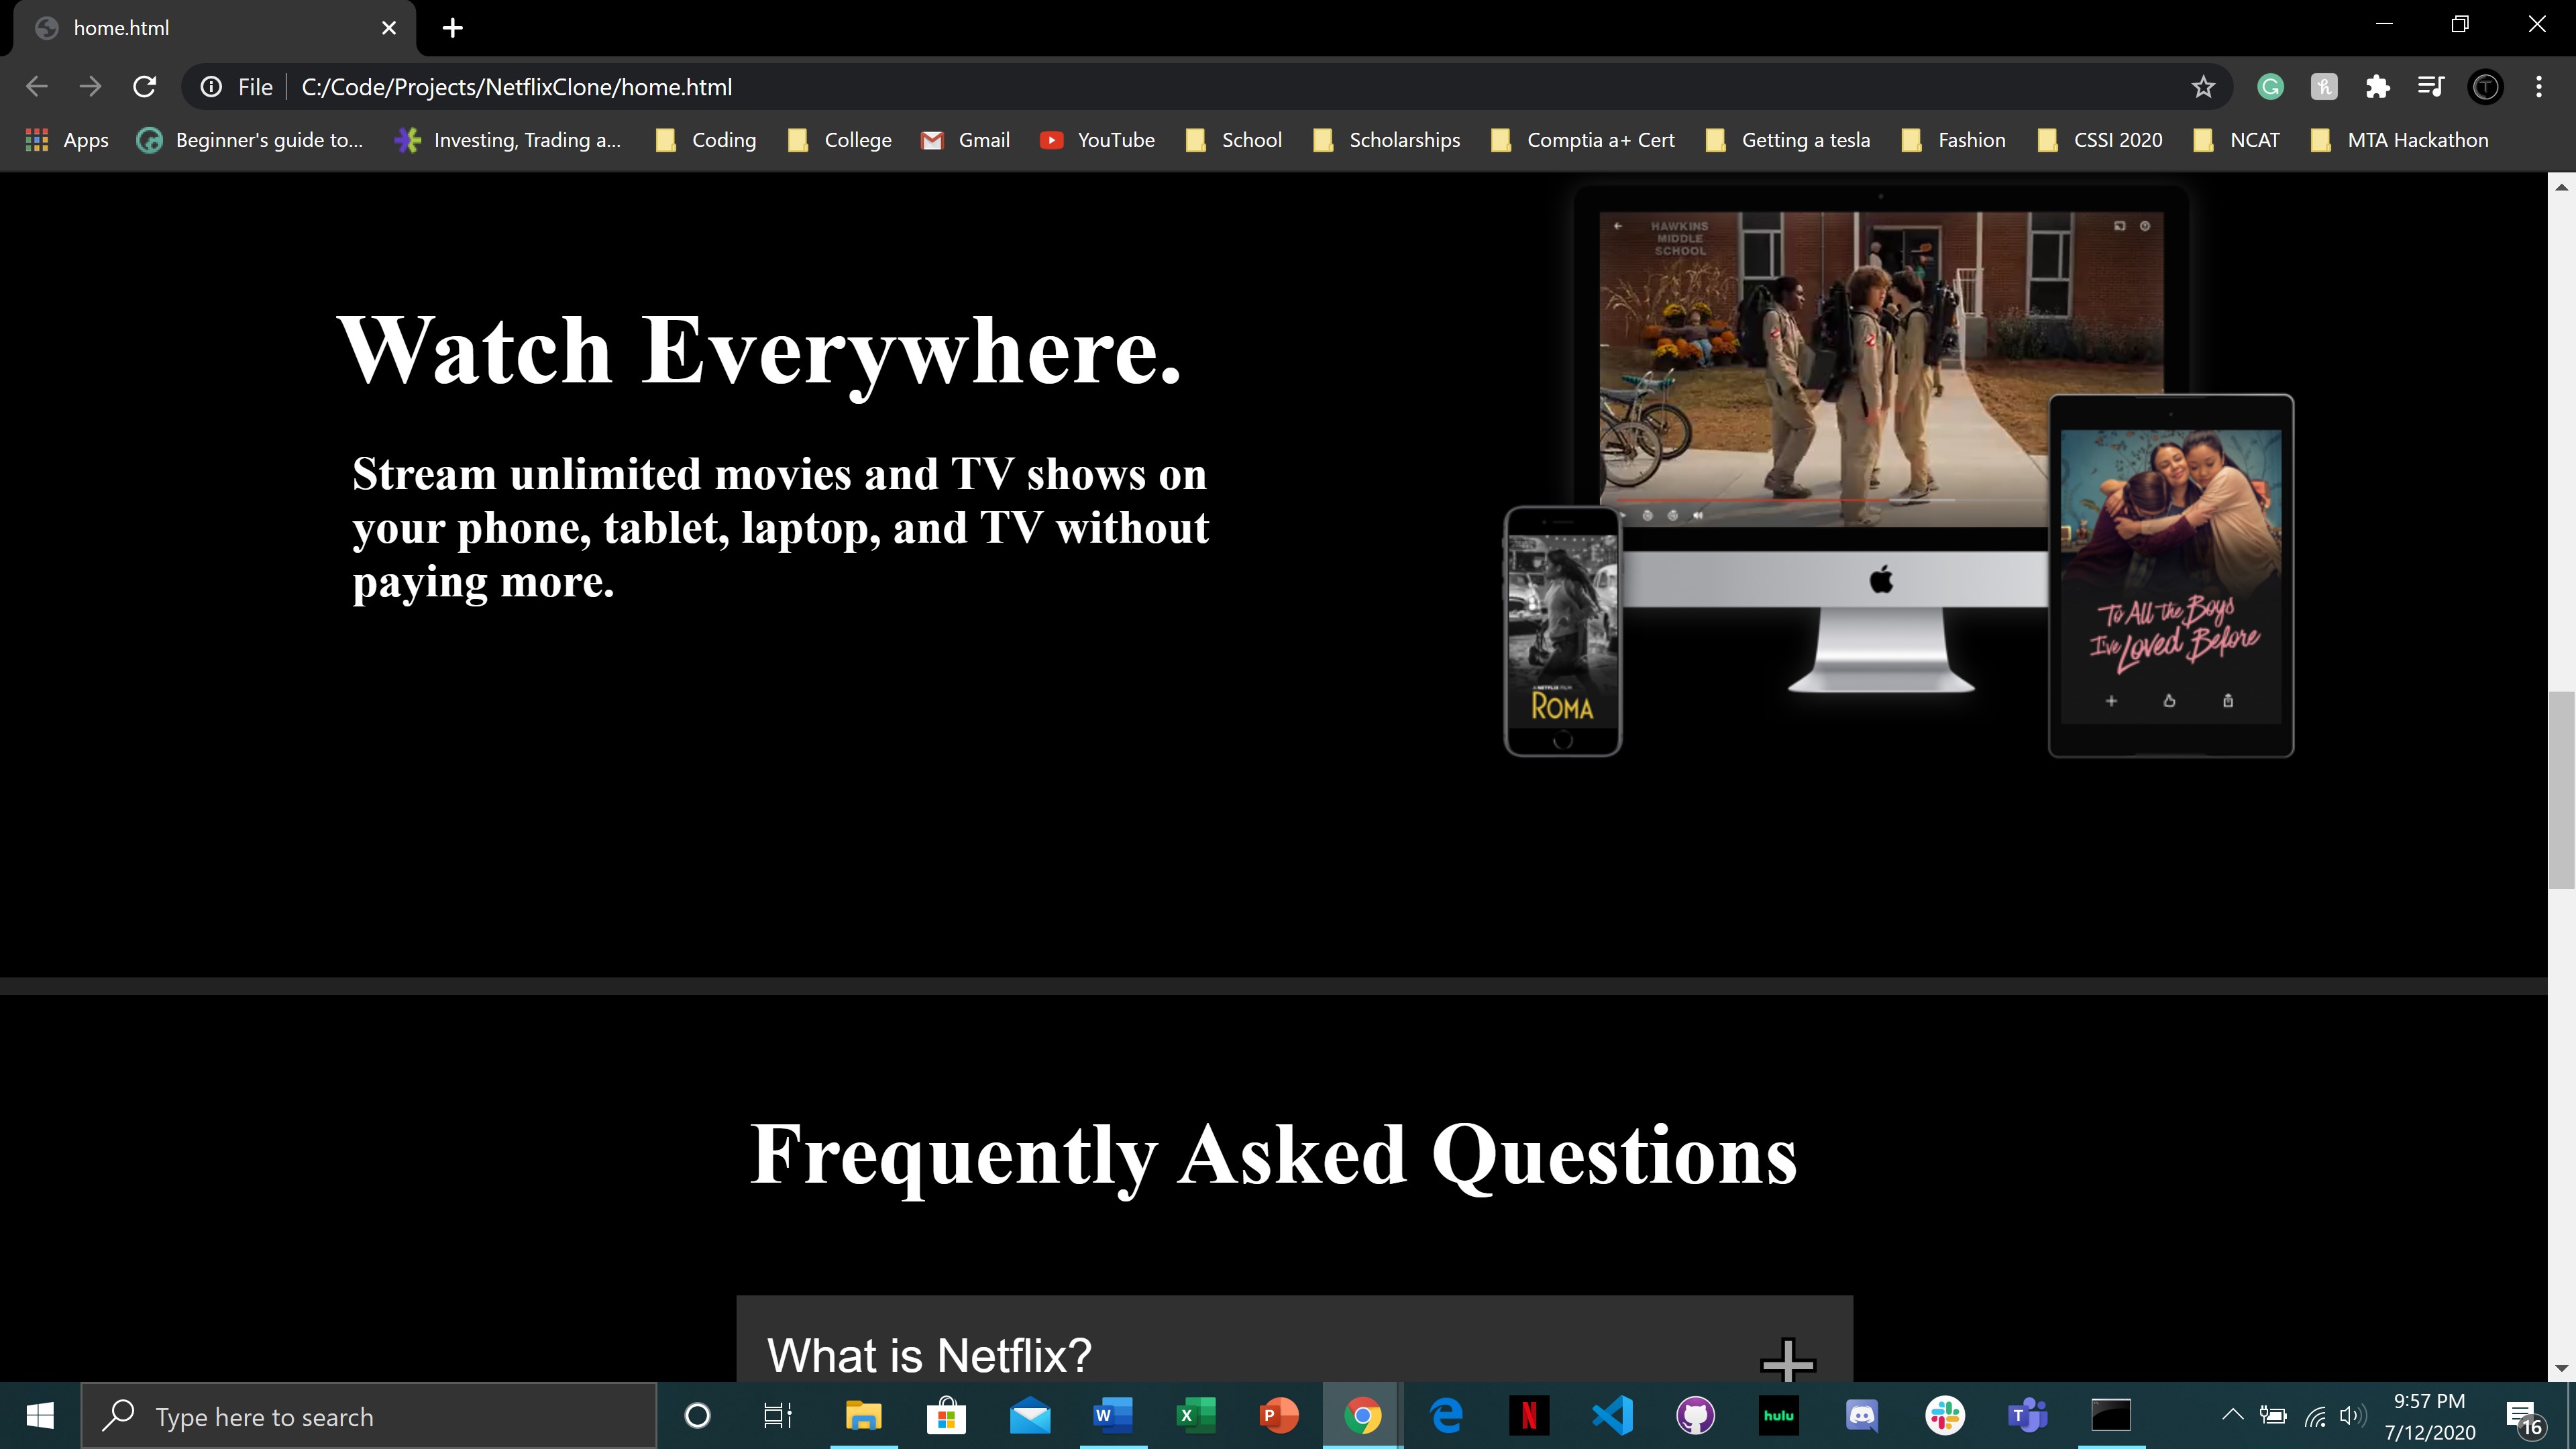 home.html
File
C:/Code/Projects/NetflixClone/home.html
Apps
Beginner's guide to...
Investing, Trading a...
Coding
College
Gmail
YouTube
School
Scholarships
Comptia a+ Cert
Getting a tesla
Fashion
CSSI 2020
NCAT
MTA Hackathon
HAWKINS
MIDDLE
SCHOOL
Watch Everywhere.
Stream unlimited movies and TV shows on
your phone, tablet, laptop, and TV without
paying more.
A NETFLIX FILM
ROMA
To All the Boys
I've Loved Before
Frequently Asked Questions
What is Netflix?
Type here to search
hulu
9:57 PM
7/12/2020
16